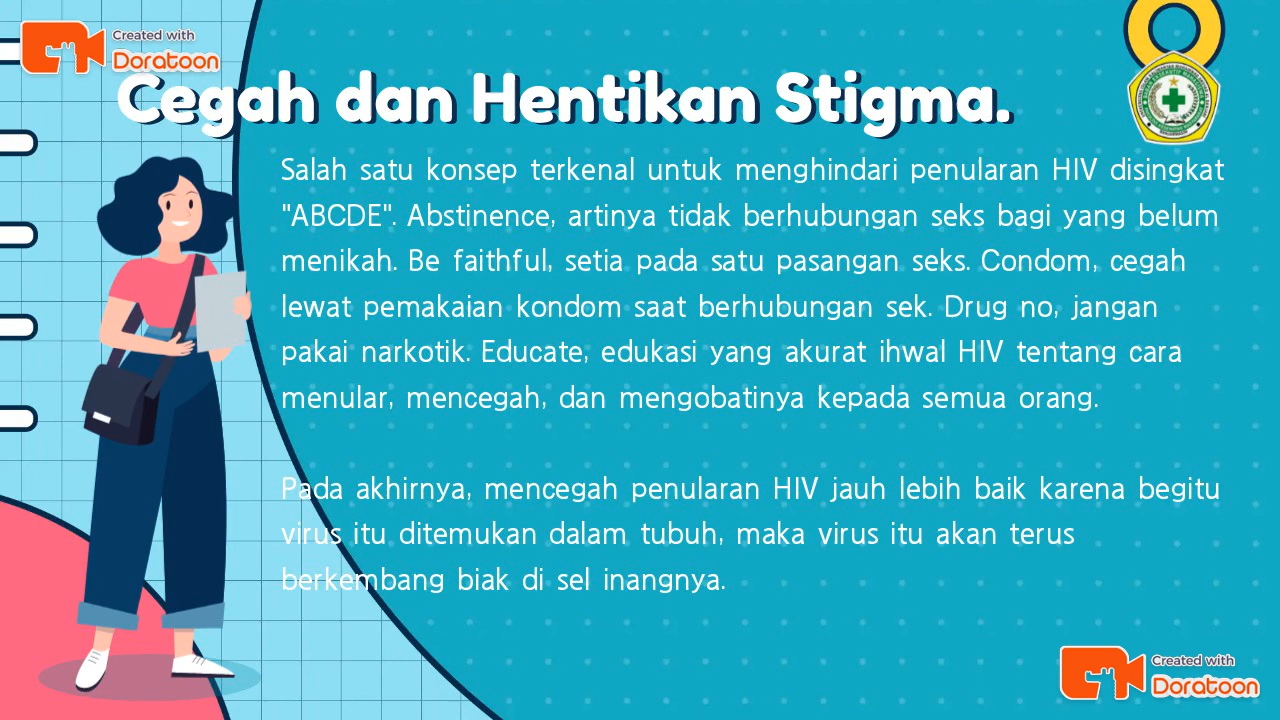 Created with
Doratoon
Cegah dan Hentikan Stigma.
Salah satu konsep terkenal untuk menghindari penularan HIV disingkat
"ABCDE". Abstinence, artinya tidak berhubungan seks bagi yang belum
menikah. Be faithful, setia pada satu pasangan seks. Condom, cegah
lewat pemakaian kondom saat berhubungan sek. Drug no, jangan
pakai narkotik. Educate, edukasi yang akurat ihwal HIV tentang cara
menular, mencegah, dan mengobatinya kepada semua orang.
Pada akhirnya, mencegah penularan HIV jauh lebih baik karena begitu
virus itu ditemukan dalam tubuh, maka virus itu akan terus
berkembang biak di sel inangnya.
Created with
Doratoon